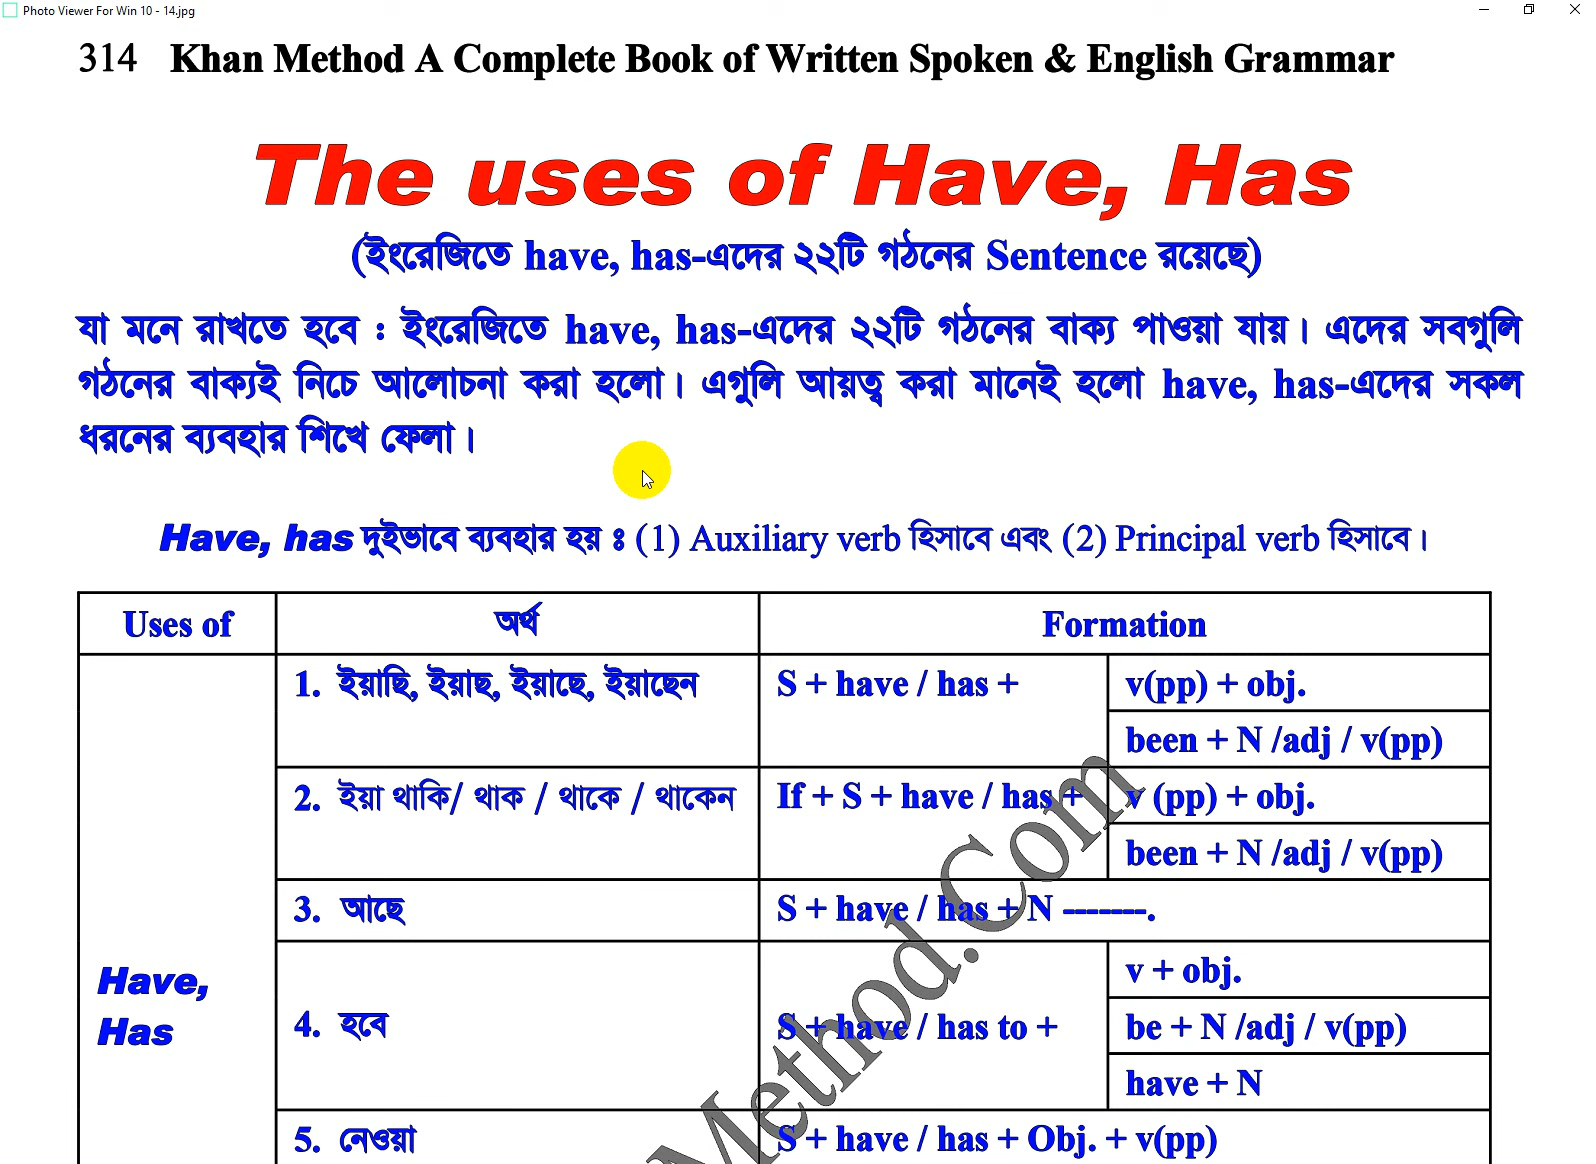 Photo Viewer For Win 10 - 14.jpg
314 Khan Method A Complete Book of Written Spoken & English Grammar
The uses of Have, Has
(ইংরেজিতে have, has-এদের ২২টি গঠনের Sentence রয়েছে)
যা মনে রাখতে হবে : ইংরেজিতে have, has-এদের ২২টি গঠনের বাক্য পাওয়া যায়। এদের সবগুলি
গঠনের বাক্যই নিচে আলোচনা করা হলো। এগুলি আয়ত্ব করা মানেই হলো have, has-এদের সকল
ধরনের ব্যবহার শিখে ফেলা।
Have, has দুইভাবে ব্যবহার হয় ঃ (1) Auxiliary verb হিসাবে এবং (2) Principal verb হিসাবে।
Uses of অর্থ Formation
1. ইয়াছি, ইয়াছ, ইয়াছে, ইয়াছেন S + have / has + v(pp) + obj.
been + N /adj / v(pp)
2. ইয়া থাকি/ থাক / থাকে / থাকেন If + S + have / has + v (pp) + obj.
been + N /adj / v(pp)
3. আছে S + have / has + N -------.
Have,
Has
4. হবে S + have / has to + v + obj.
be + N /adj / v(pp)
have + N
5. নেওয়া S + have / has + Obj. + v(pp)
Method.Com